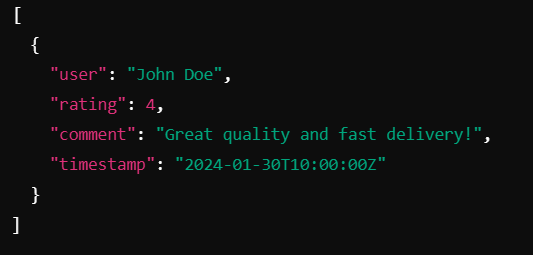 [
  {
    "user": "John Doe",
    "rating": 4,
    "comment": "Great quality and fast delivery!",
    "timestamp": "2024-01-30T10:00:00Z"
  }
]